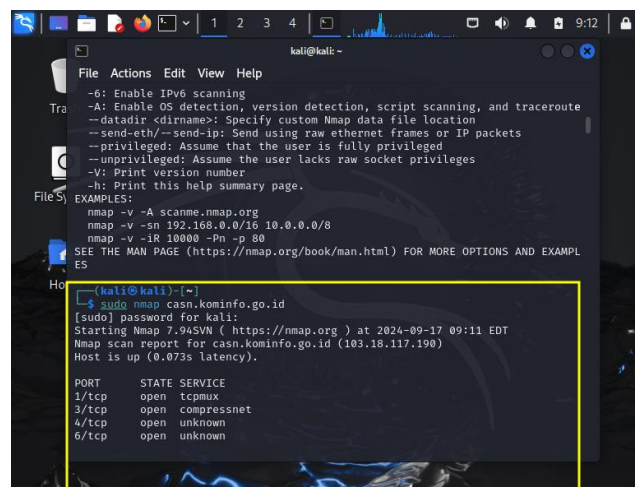 1 2 3 4 9:12
kali@kali: ~
File Actions Edit View Help
-6: Enable IPv6 scanning
-A: Enable OS detection, version detection, script scanning, and traceroute
--datadir <dirname>: Specify custom Nmap data file location
--send-eth/--send-ip: Send using raw ethernet frames or IP packets
--privileged: Assume that the user is fully privileged
--unprivileged: Assume the user lacks raw socket privileges
-V: Print version number
-h: Print this help summary page.
EXAMPLES:
nmap -v -A scanme.nmap.org
nmap -v -sn 192.168.0.0/16 10.0.0.0/8
nmap -v -iR 10000 -Pn -p 80
SEE THE MAN PAGE (https://nmap.org/book/man.html) FOR MORE OPTIONS AND EXAMPL
ES
(kali㉿kali)-[~]
$ sudo nmap casn.kominfo.go.id
[sudo] password for kali:
Starting Nmap 7.94SVN ( https://nmap.org ) at 2024-09-17 09:11 EDT
Nmap scan report for casn.kominfo.go.id (103.18.117.190)
Host is up (0.073s latency).
PORT STATE SERVICE
1/tcp open tcpmux
3/tcp open compressnet
4/tcp open unknown
6/tcp open unknown
Tra
File Sy
Ho